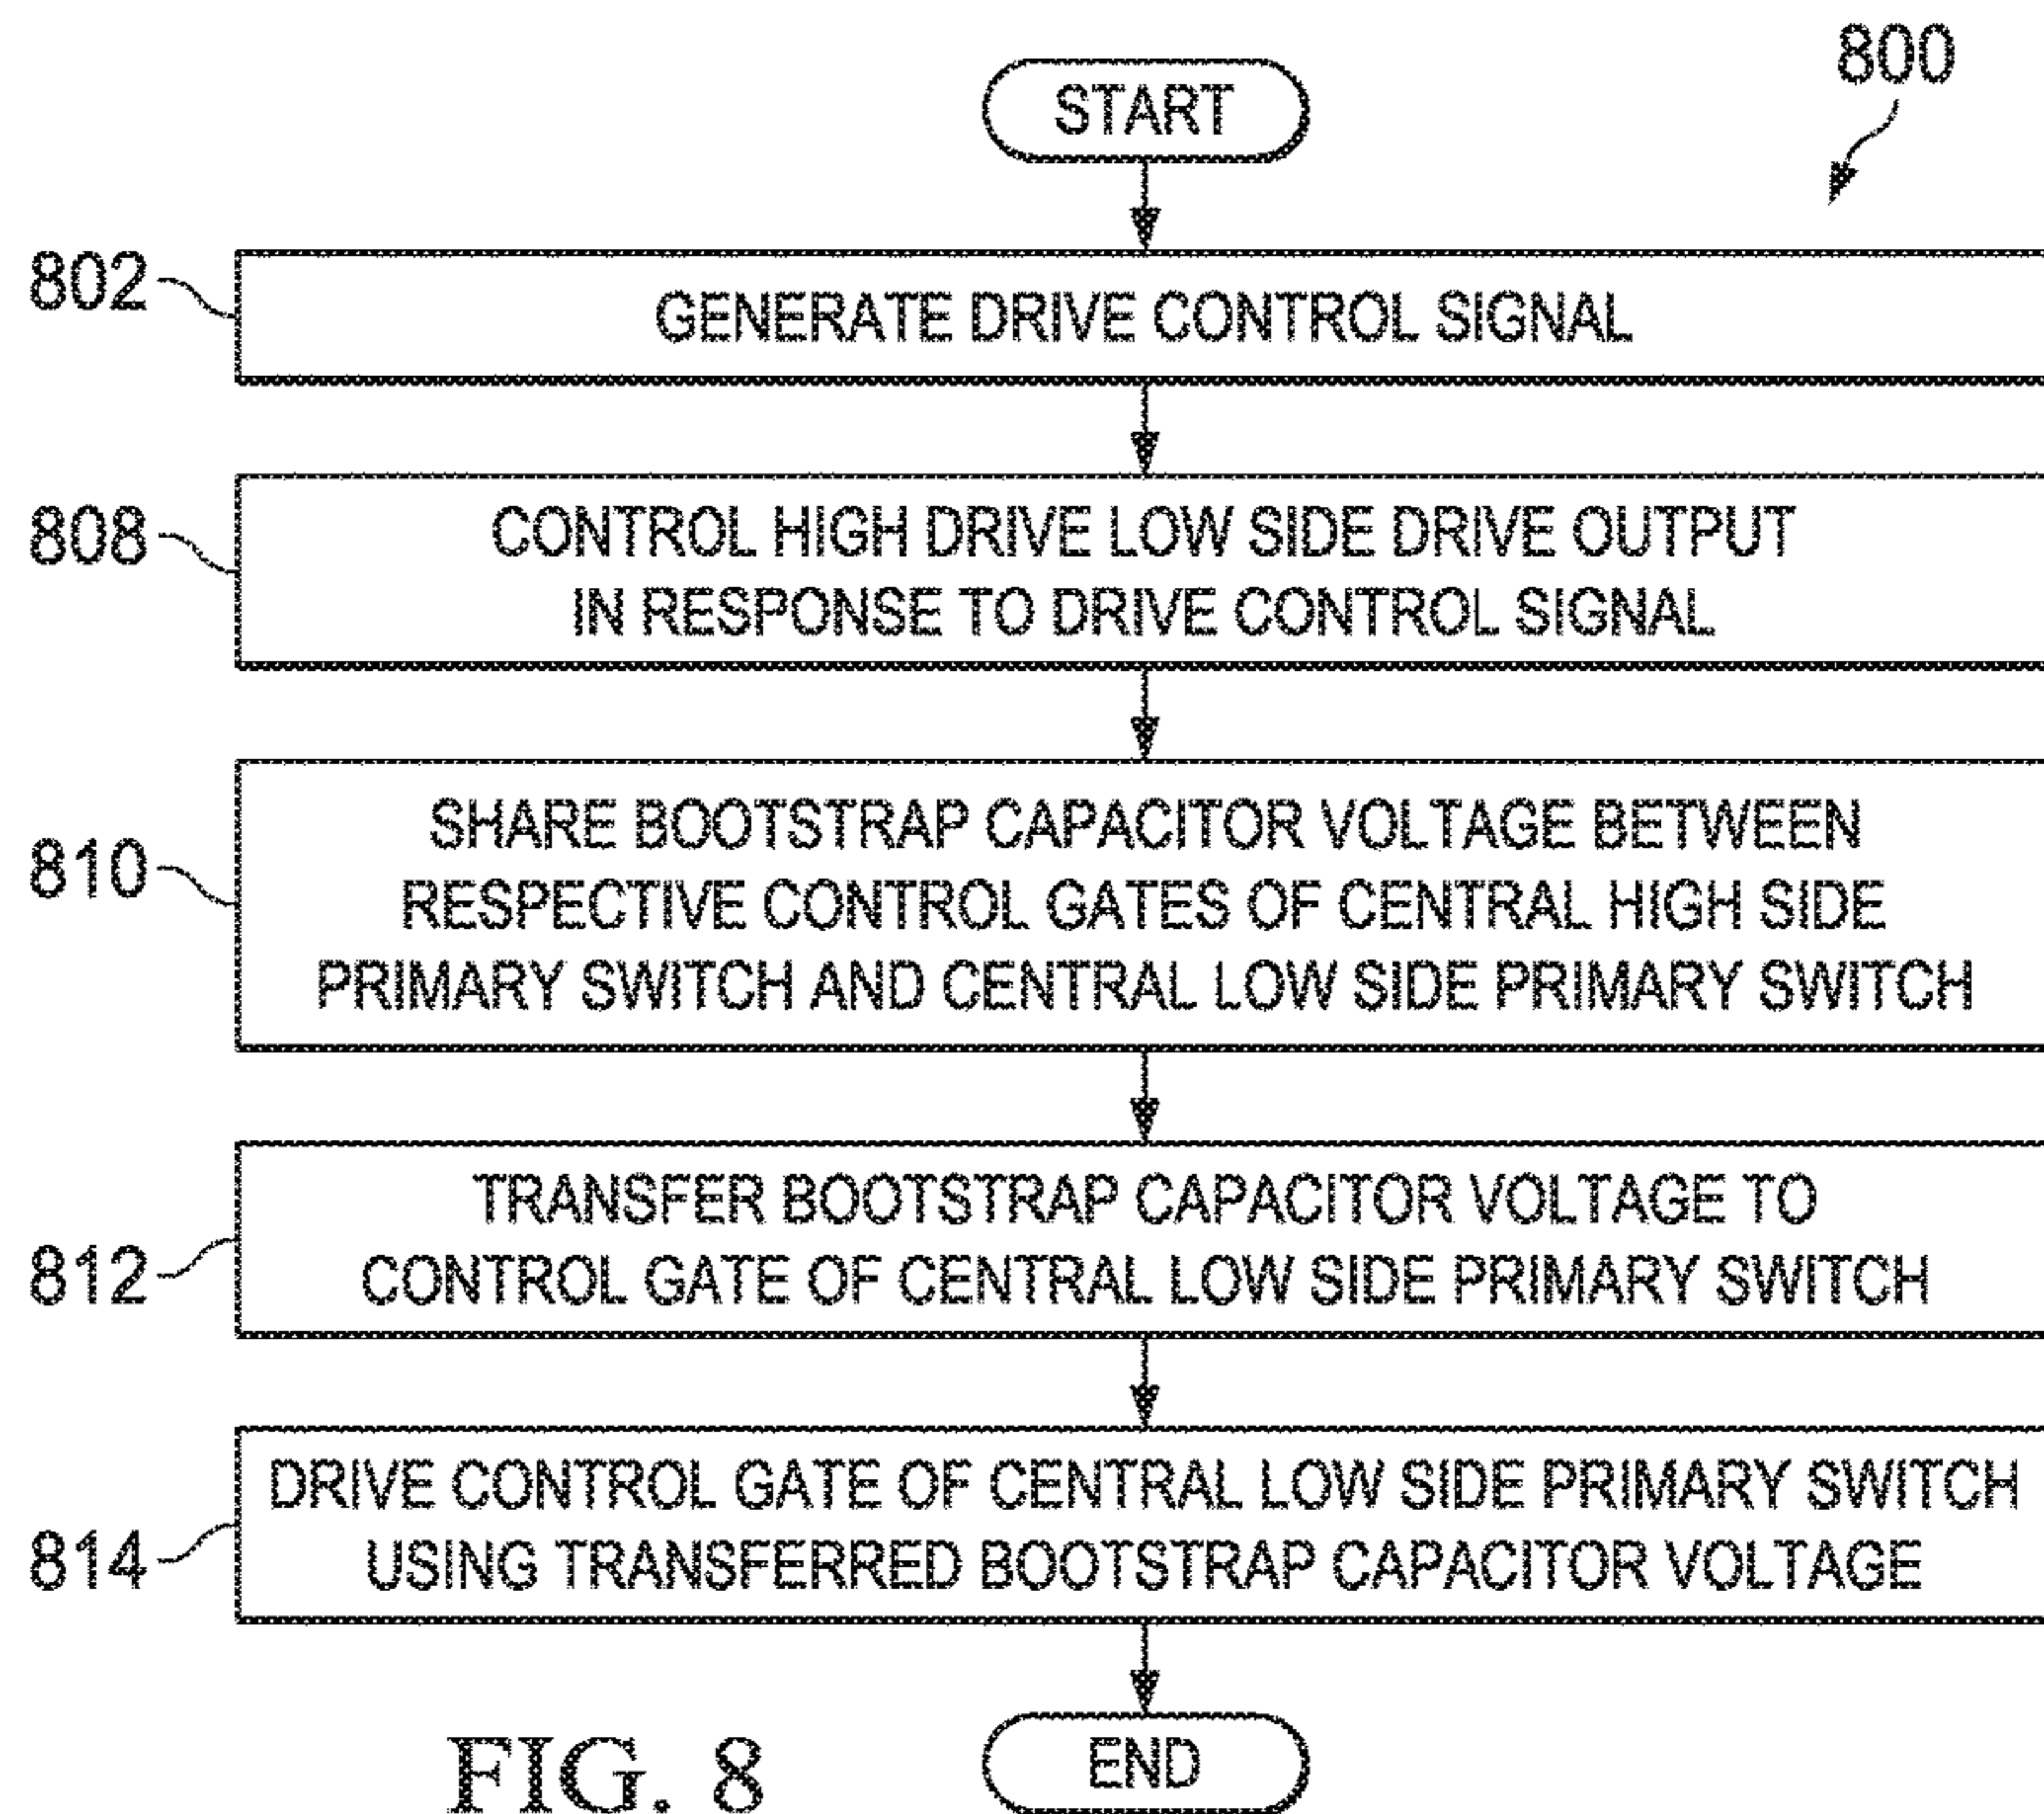 800
START
802
GENERATE DRIVE CONTROL SIGNAL
808
CONTROL HIGH DRIVE LOW SIDE DRIVE OUTPUT
IN RESPONSE TO DRIVE CONTROL SIGNAL
810
SHARE BOOTSTRAP CAPACITOR VOLTAGE BETWEEN
RESPECTIVE CONTROL GATES OF CENTRAL HIGH SIDE
PRIMARY SWITCH AND CENTRAL LOW SIDE PRIMARY SWITCH
812
TRANSFER BOOTSTRAP CAPACITOR VOLTAGE TO
CONTROL GATE OF CENTRAL LOW SIDE PRIMARY SWITCH
814
DRIVE CONTROL GATE OF CENTRAL LOW SIDE PRIMARY SWITCH
USING TRANSFERRED BOOTSTRAP CAPACITOR VOLTAGE
END
FIG. 8